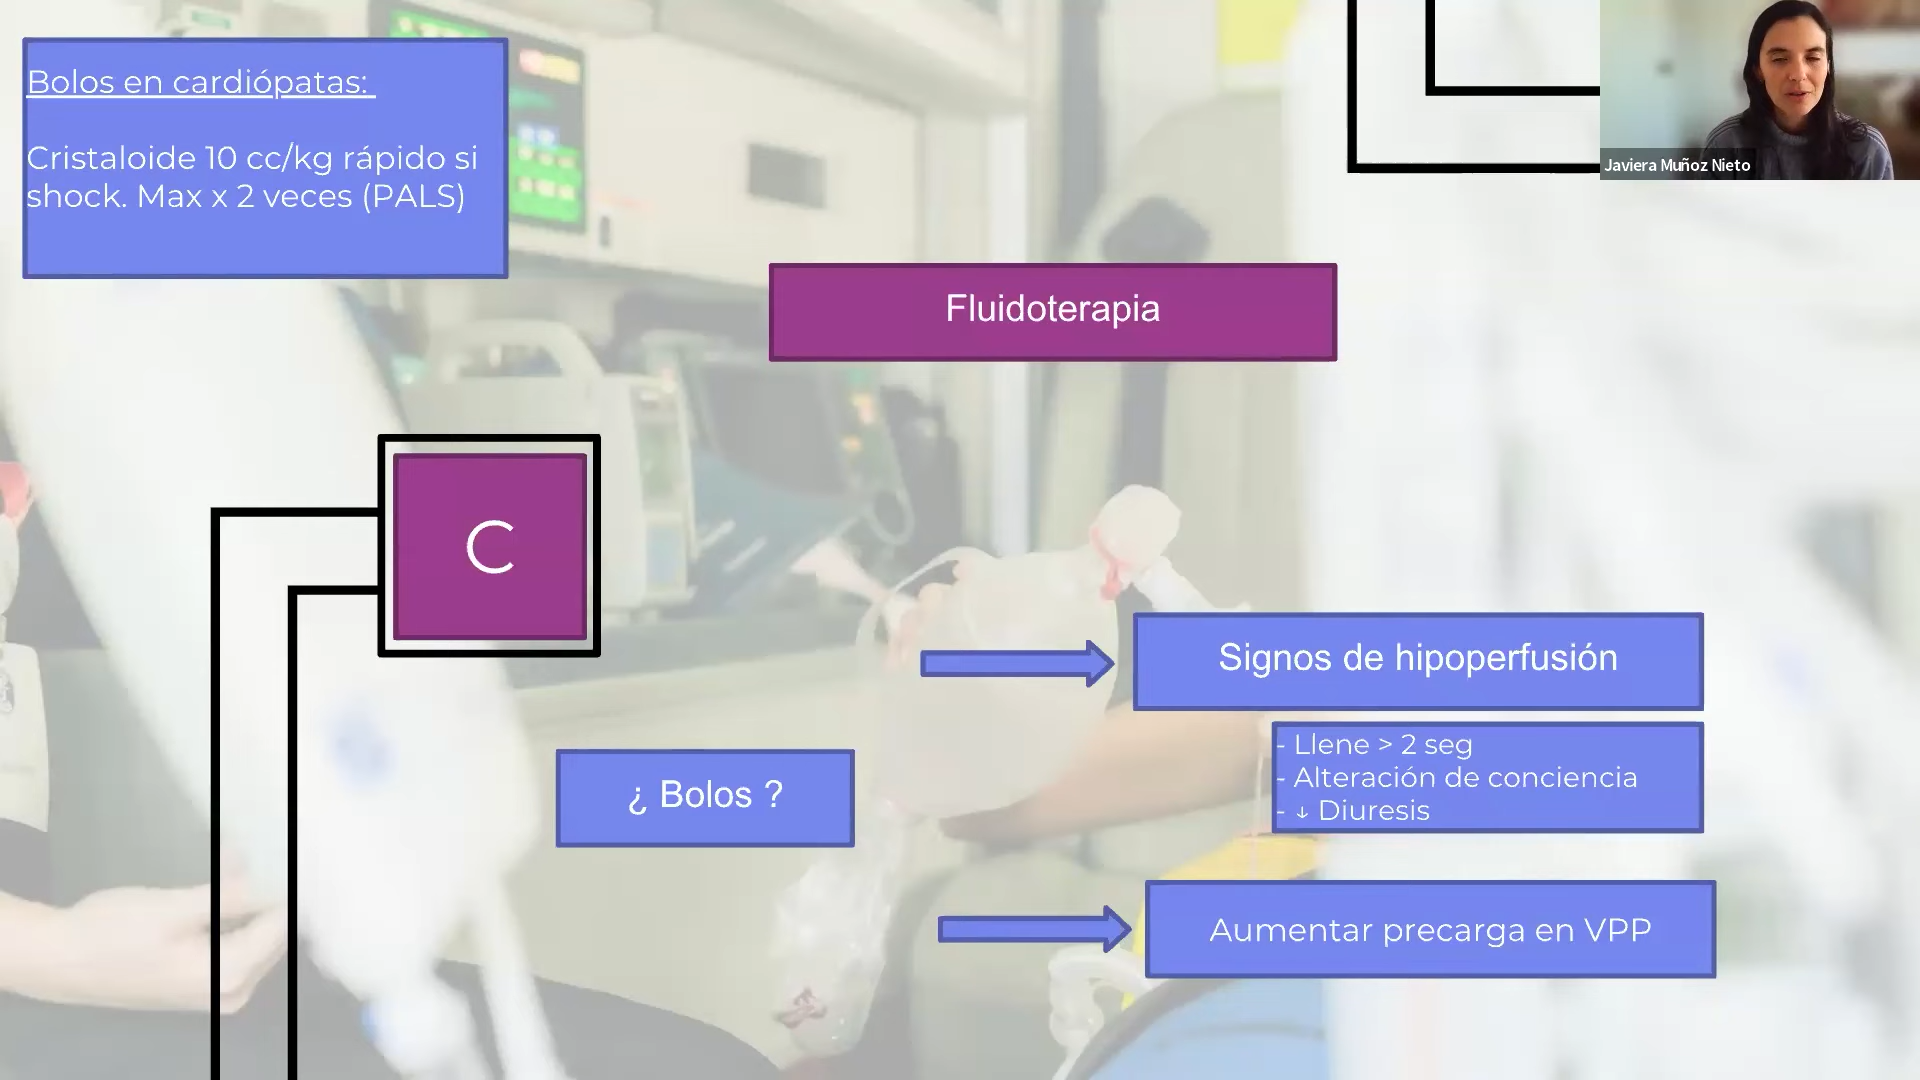 Bolos en cardiópatas:
Cristaloide 10 cc/kg rápido si
shock. Max x 2 veces (PALS)
Javiera Muñoz Nieto
Fluidoterapia
C
¿ Bolos ?
Signos de hipoperfusión
- Llene > 2 seg
- Alteración de conciencia
- ↓ Diuresis
Aumentar precarga en VPP